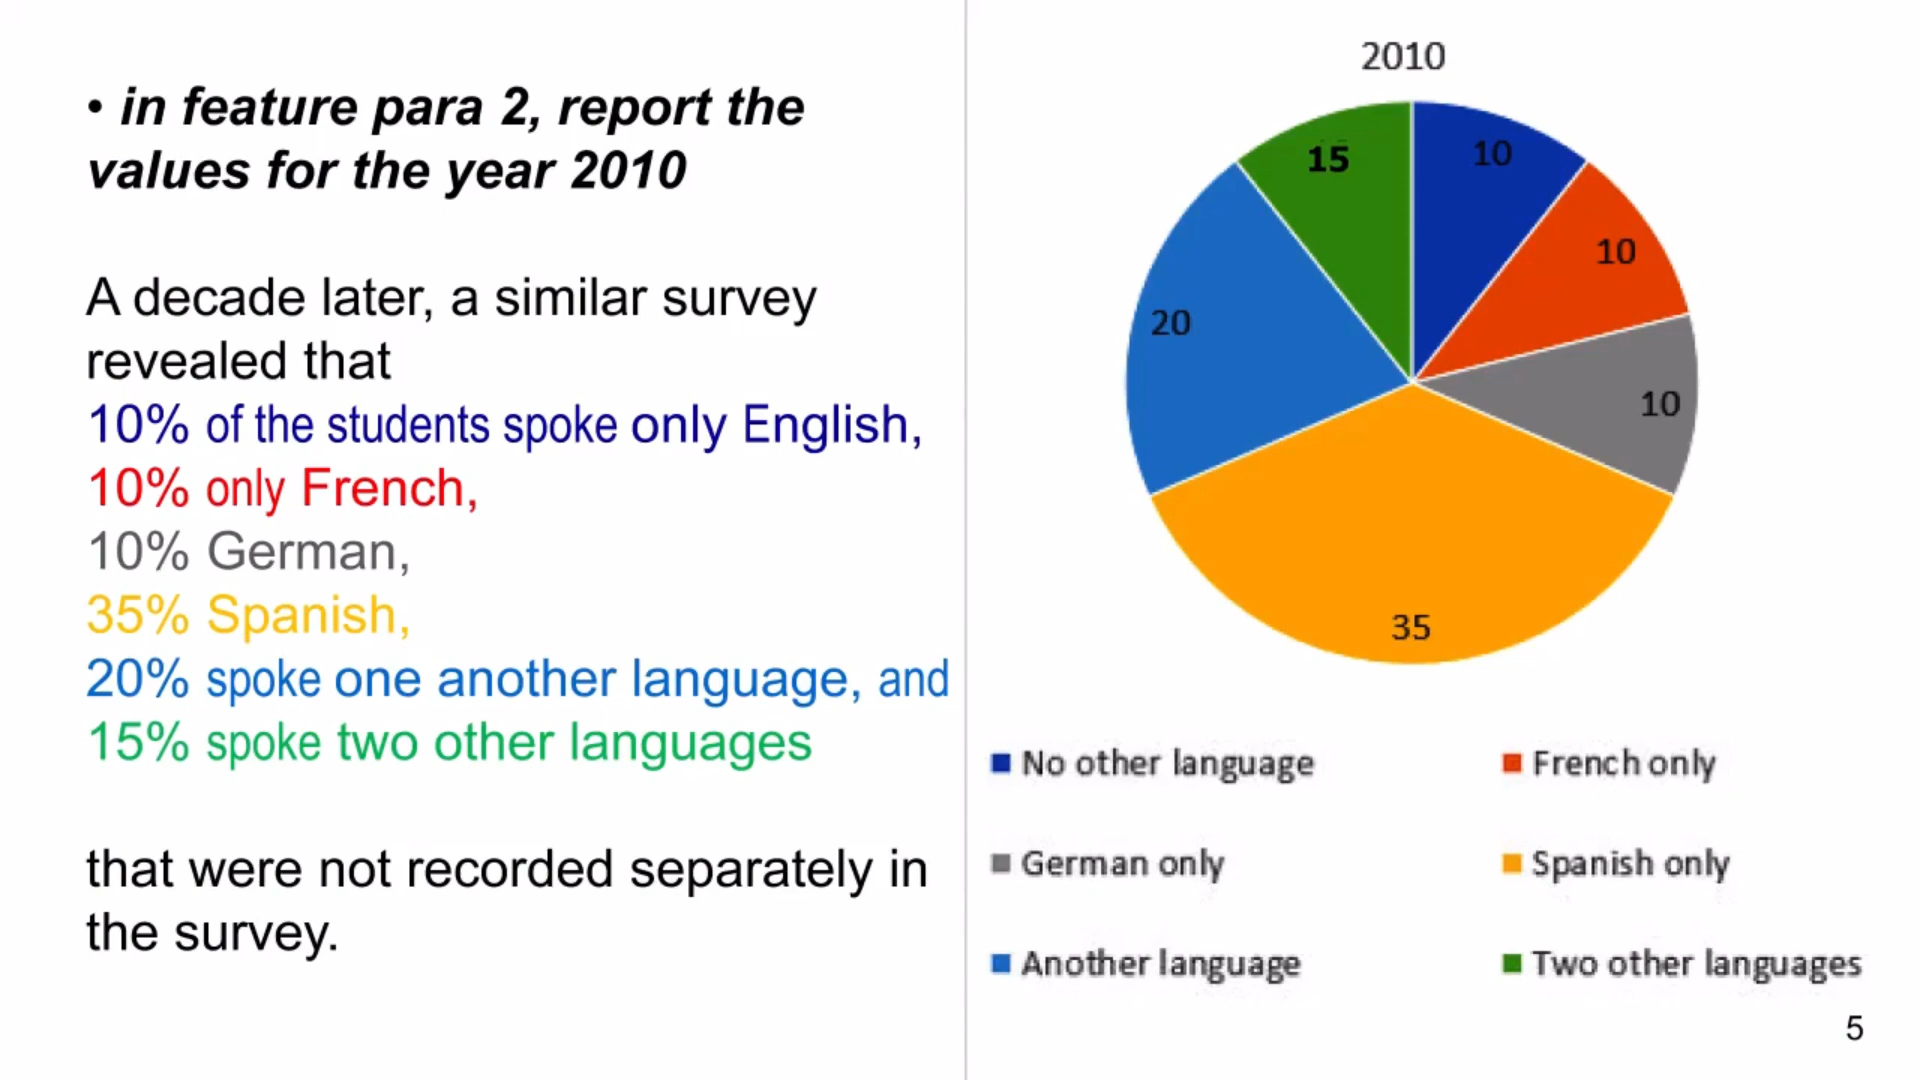 • in feature para 2, report the
values for the year 2010
A decade later, a similar survey
revealed that
10% of the students spoke only English,
10% only French,
10% German,
35% Spanish,
20% spoke one another language, and
15% spoke two other languages
that were not recorded separately in
the survey.
2010
15
10
10
20
10
35
No other language
French only
German only
Spanish only
Another language
Two other languages
5